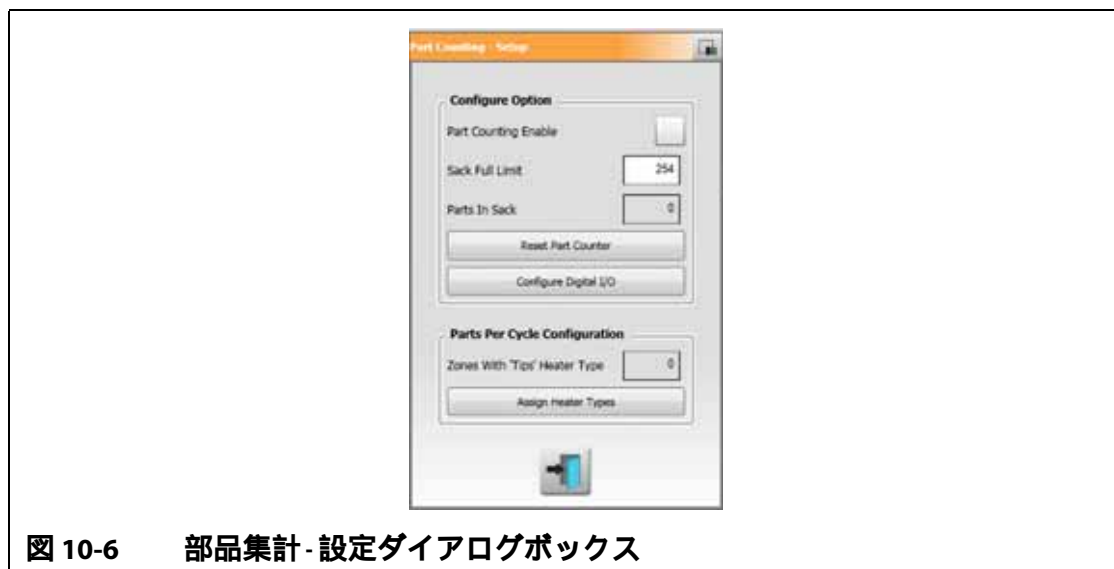 Part Counting - Setup
Configure Option
Part Counting Enable
Sack Full Limit 254
Parts In Sack 0
Reset Part Counter
Configure Digital I/O
Parts Per Cycle Configuration
Zones With 'Tips' Heater Type 0
Assign Heater Types
図 10-6 部品集計 - 設定ダイアログボックス